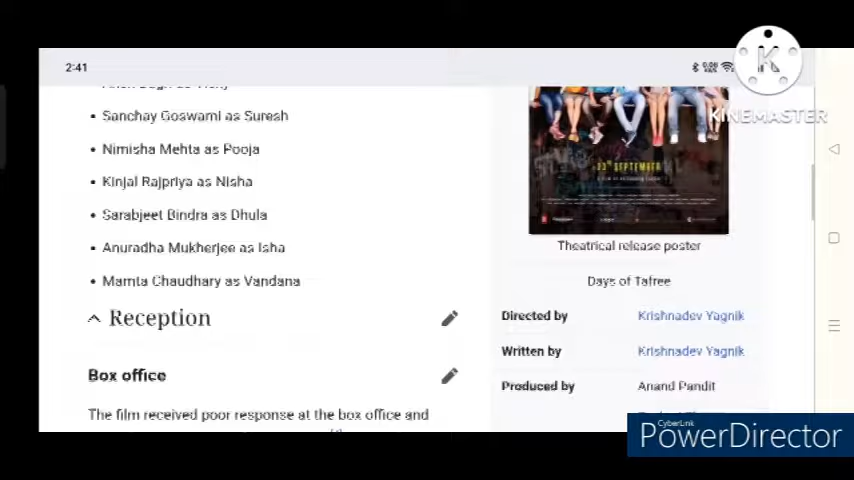 2:41
K
KINEMASTER
Sanchay Goswami as Suresh
Nimisha Mehta as Pooja
Kinjal Rajpriya as Nisha
Sarabjeet Bindra as Dhula
Anuradha Mukherjee as Isha
Mamta Chaudhary as Vandana
Reception
Box office
The film received poor response at the box office and
SEPTEMBER
Theatrical release poster
Days of Tafree
Directed by Krishnadev Yagnik
Written by Krishnadev Yagnik
Produced by Anand Pandit
CyberLink
PowerDirector